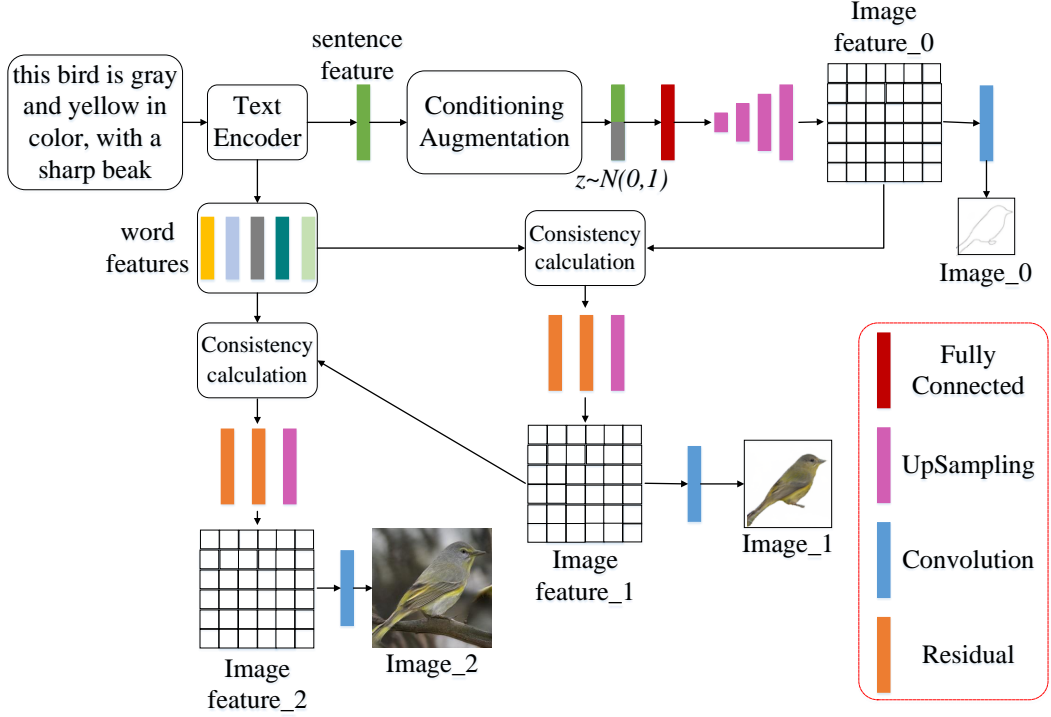 this bird is gray
and yellow in
color, with a
sharp beak
Text
Encoder
sentence
feature
Conditioning
Augmentation
z~N(0,1)
Image
feature_0
Image_0
word
features
Consistency
calculation
Consistency
calculation
Image
feature_1
Image_1
Image
feature_2
Image_2
Fully
Connected
UpSampling
Convolution
Residual